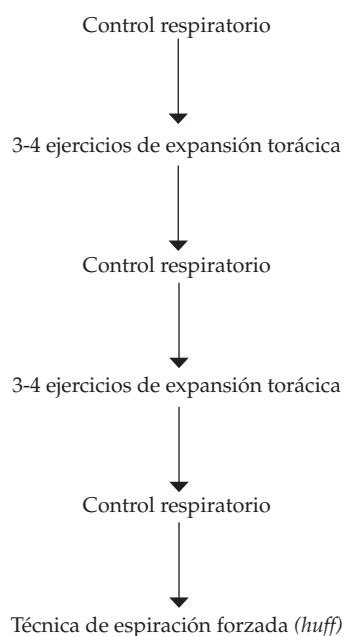 Control respiratorio
3-4 ejercicios de expansión torácica
Control respiratorio
3-4 ejercicios de expansión torácica
Control respiratorio
Técnica de espiración forzada (huff)